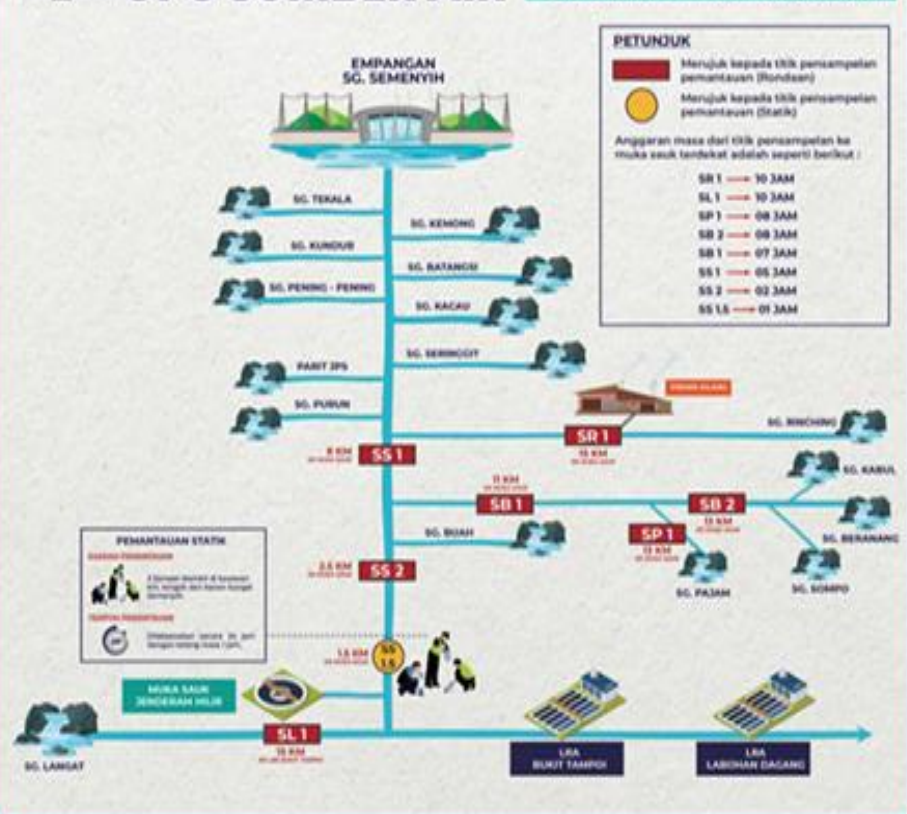 EMPANGAN
SG. SEMENYIH
PETUNJUK
Merujuk kepada titik pensampelan
pemantauan (Rondaan)
Merujuk kepada titik pensampelan
pemantauan (Statik)
Anggaran masa dari titik pensampelan ke
muka sauk terdekat adalah seperti berikut :
SR 1 → 10 JAM
SL 1 → 10 JAM
SP 1 → 08 JAM
SB 2 → 08 JAM
SB 1 → 07 JAM
SS 1 → 05 JAM
SS 2 → 02 JAM
SS 1.5 → 01 JAM
SG. TEKALA
SG. KEMONG
SG. KUNDUR
SG. BATANGSI
SG. PENING - PENING
SG. KACAU
SG. SERINGGIT
PARIT JPS
SG. PURUN
SG. RINCHING
SR 1
15 KM
8 KM
SS 1
SG. KABUL
11 KM
SB 1
SB 2
13 KM
SG. BERANANG
SP 1
13 KM
SG. BUAH
SG. PAJAM
SG. SOMPO
PEMANTAUAN STATIK
2.5 KM
SS 2
1.5 KM
SS
1.5
MUKA SAUK
JENDERAM HILIR
SL 1
15 KM
SG. LANGAT
LRA
BUKIT TAMPOI
LRA
LABOHAN DAGANG